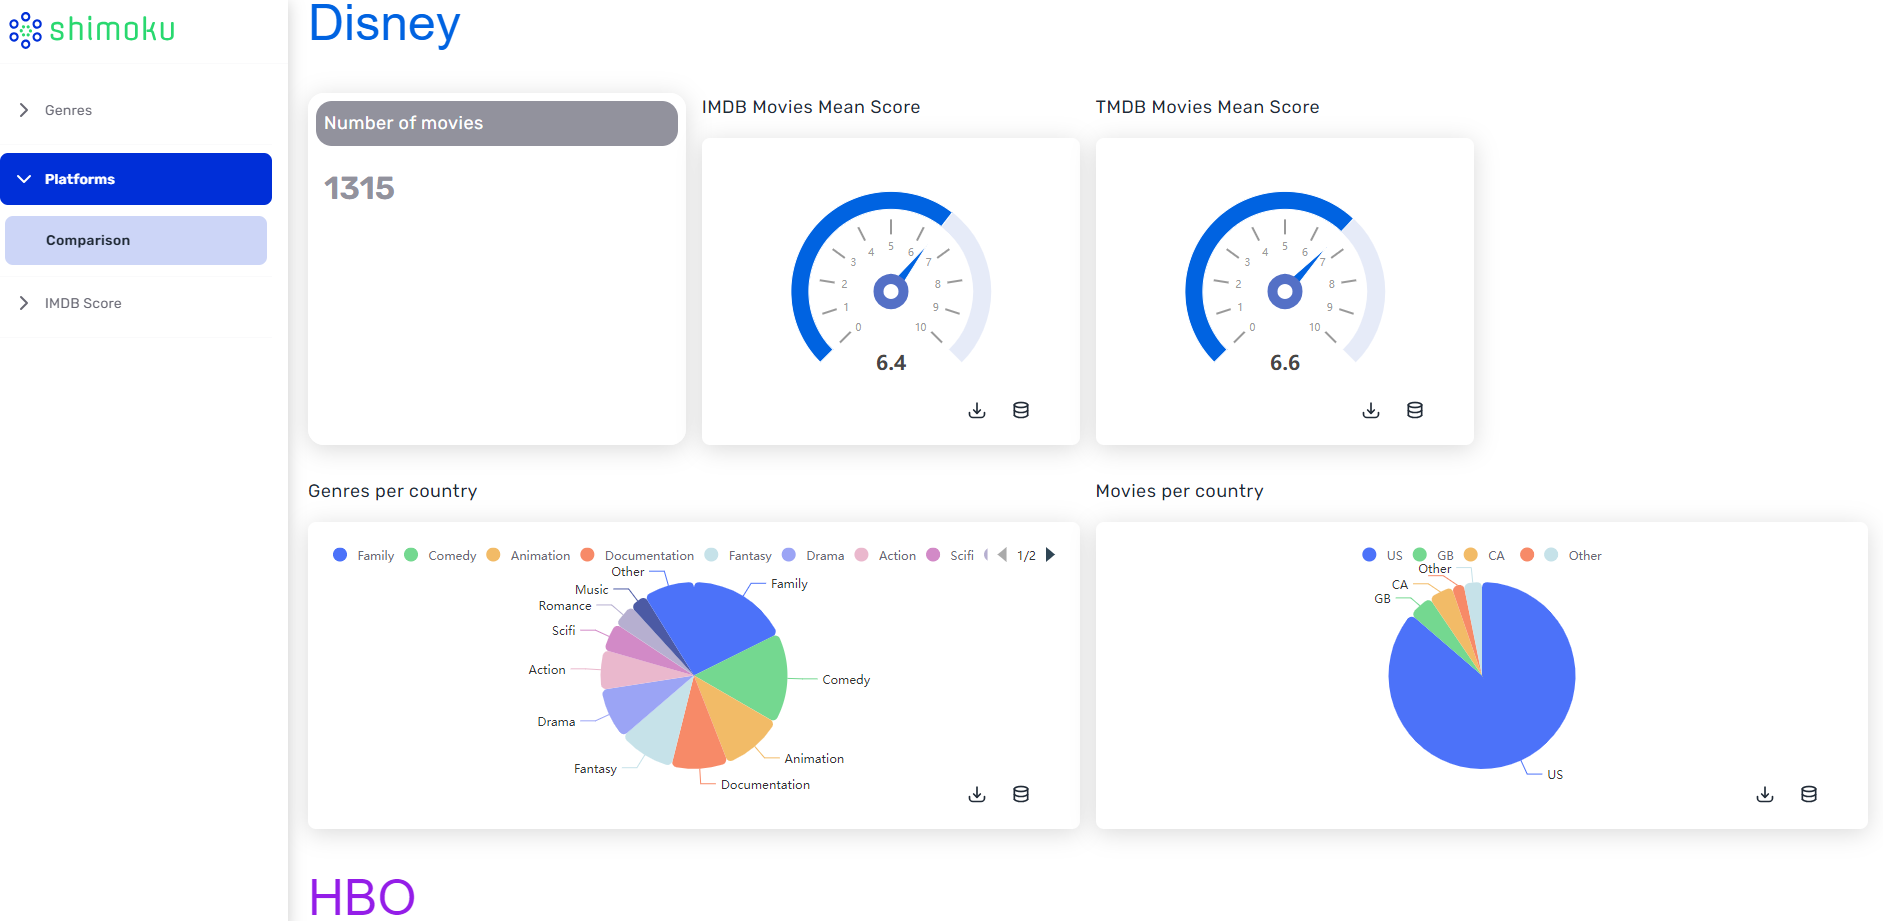 shimoku
Genres
Platforms
Comparison
IMDB Score
Disney
Number of movies
1315
IMDB Movies Mean Score
0 1 2 3 4 5 6 7 8 9 10
6.4
TMDB Movies Mean Score
0 1 2 3 4 5 6 7 8 9 10
6.6
Genres per country
Family Comedy Animation Documentation Fantasy Drama Action Scifi 1/2
Other
Family
Music
Romance
Scifi
Action
Comedy
Drama
Animation
Fantasy
Documentation
Movies per country
US GB CA Other
Other
CA
GB
US
HBO